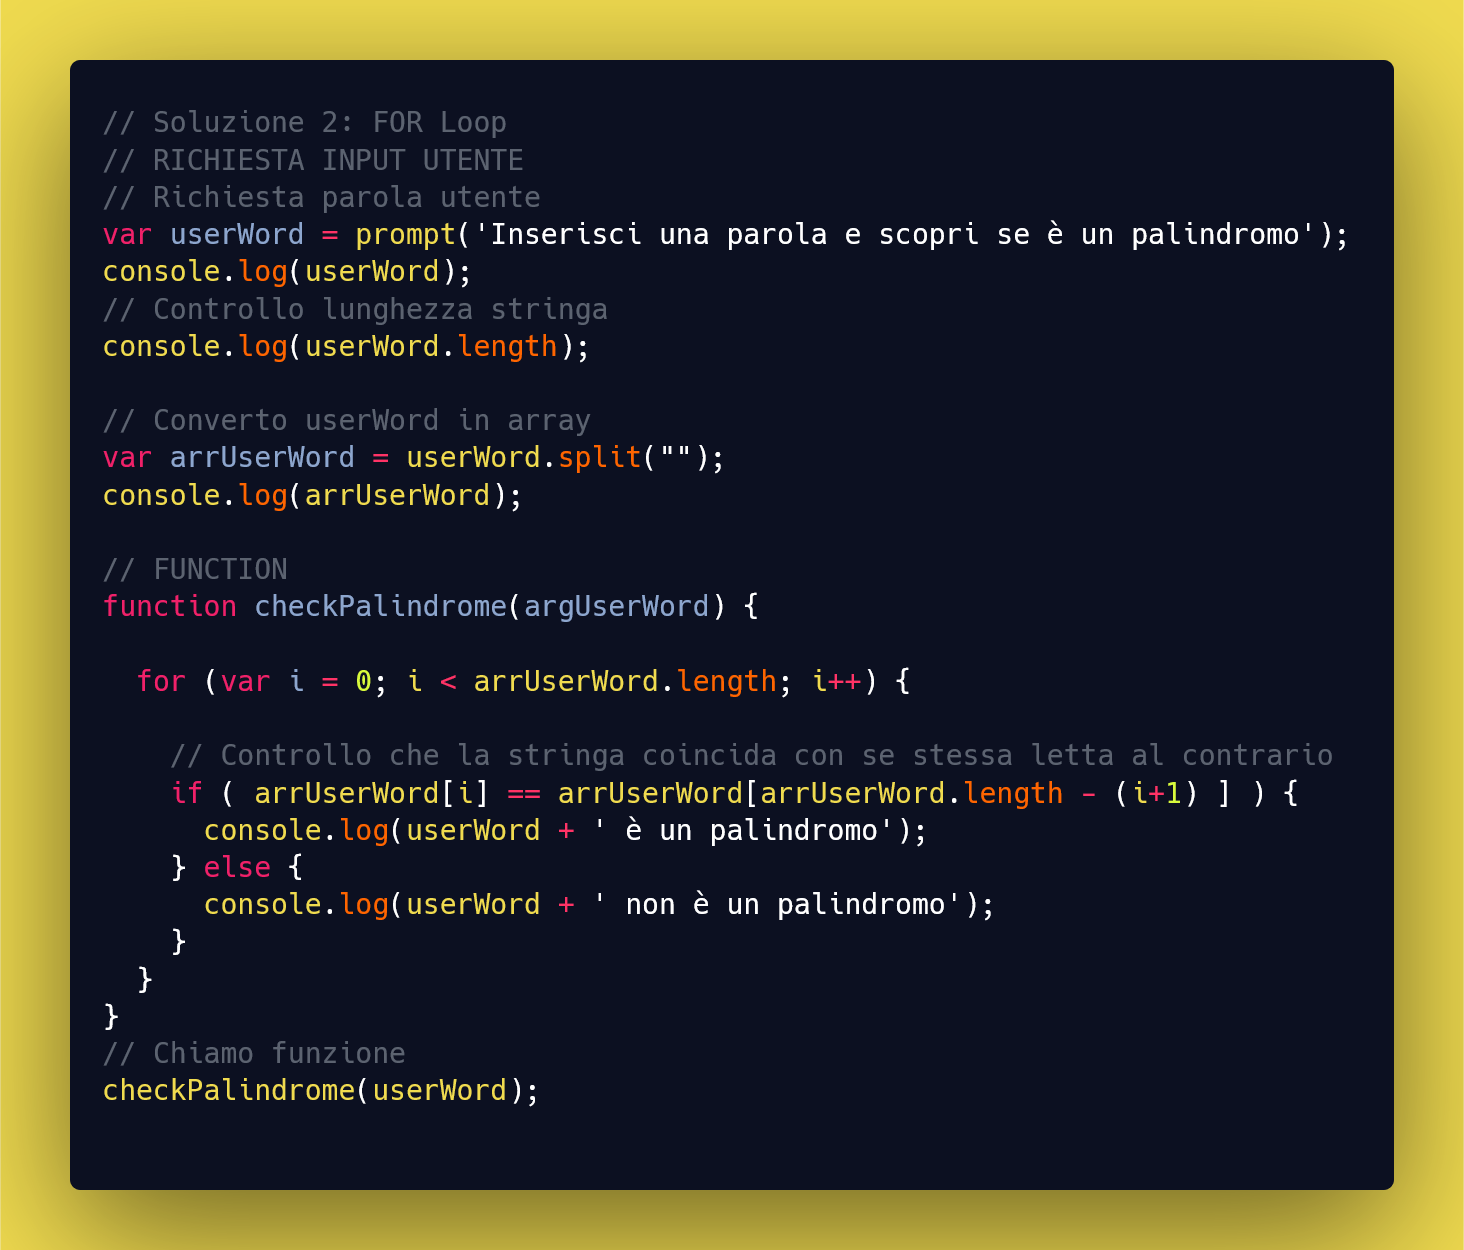 // Soluzione 2: FOR Loop
// RICHIESTA INPUT UTENTE
// Richiesta parola utente
var userWord = prompt('Inserisci una parola e scopri se è un palindromo');
console.log(userWord);
// Controllo lunghezza stringa
console.log(userWord.length);

// Converto userWord in array
var arrUserWord = userWord.split("");
console.log(arrUserWord);

// FUNCTION
function checkPalindrome(argUserWord) {

  for (var i = 0; i < arrUserWord.length; i++) {

    // Controllo che la stringa coincida con se stessa letta al contrario
    if ( arrUserWord[i] == arrUserWord[arrUserWord.length - (i+1) ] ) {
      console.log(userWord + ' è un palindromo');
    } else {
      console.log(userWord + ' non è un palindromo');
    }
  }
}
// Chiamo funzione
checkPalindrome(userWord);